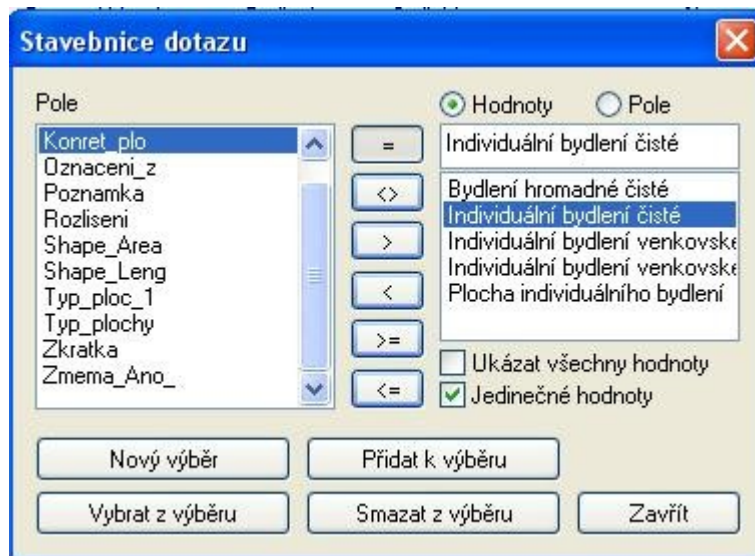 Stavebnice dotazu
Pole
Hodnoty
Pole
Konret_plo
Oznaceni_z
Poznamka
Rozliseni
Shape_Area
Shape_Leng
Typ_ploc_1
Typ_plochy
Zkratka
Zmema_Ano_
=
<>
>
<
>=
<=
Individuální bydlení čisté
Bydlení hromadné čisté
Individuální bydlení čisté
Individuální bydlení venkovské
Individuální bydlení venkovské
Plocha individuálního bydlení
Ukázat všechny hodnoty
Jedinečné hodnoty
Nový výběr
Přidat k výběru
Vybrat z výběru
Smazat z výběru
Zavřít